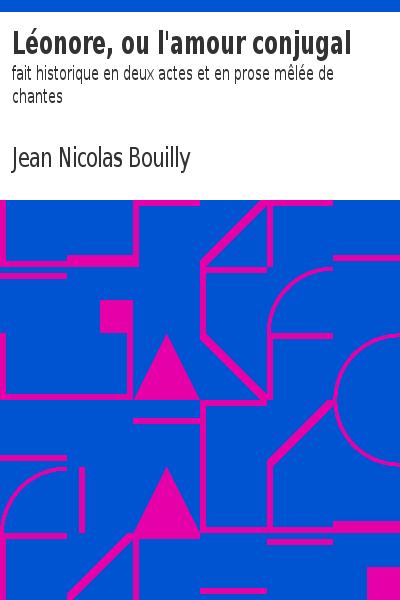 Léonore, ou l'amour conjugal
fait historique en deux actes et en prose mêlée de
chantes
Jean Nicolas Bouilly